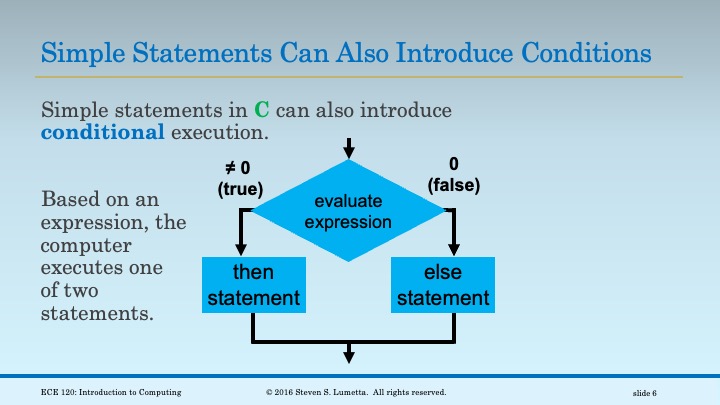 Simple Statements Can Also Introduce Conditions
Simple statements in C can also introduce
conditional execution.
≠ 0
(true)
0
(false)
evaluate
expression
Based on an
expression, the
computer
executes one
of two
statements.
then
statement
else
statement
ECE 120: Introduction to Computing
© 2016 Steven S. Lumetta. All rights reserved.
slide 6